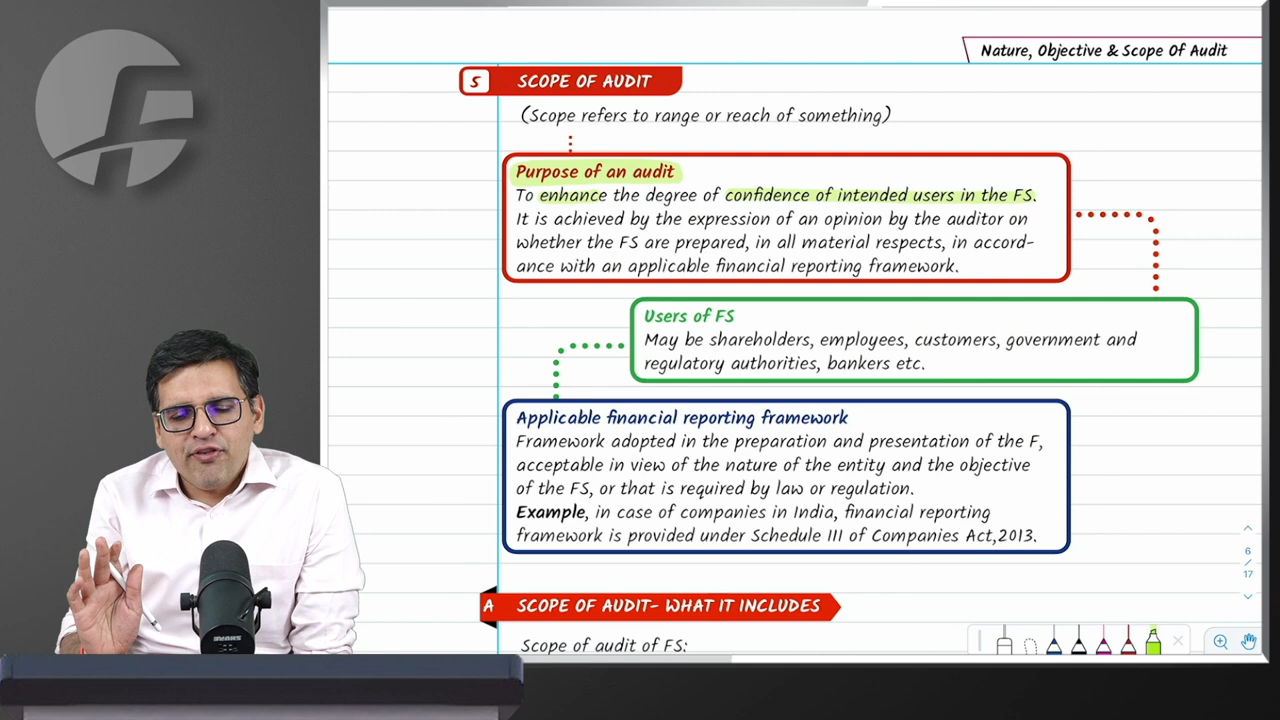 Nature, Objective & Scope Of Audit
5 SCOPE OF AUDIT
(Scope refers to range or reach of something)
Purpose of an audit
To enhance the degree of confidence of intended users in the FS.
It is achieved by the expression of an opinion by the auditor on
whether the FS are prepared, in all material respects, in accord-
ance with an applicable financial reporting framework.
Users of FS
May be shareholders, employees, customers, government and
regulatory authorities, bankers etc.
Applicable financial reporting framework
Framework adopted in the preparation and presentation of the F,
acceptable in view of the nature of the entity and the objective
of the FS, or that is required by law or regulation.
Example, in case of companies in India, financial reporting
framework is provided under Schedule III of Companies Act,2013.
6
/
17
A SCOPE OF AUDIT- WHAT IT INCLUDES
Scope of audit of FS:
SHURE